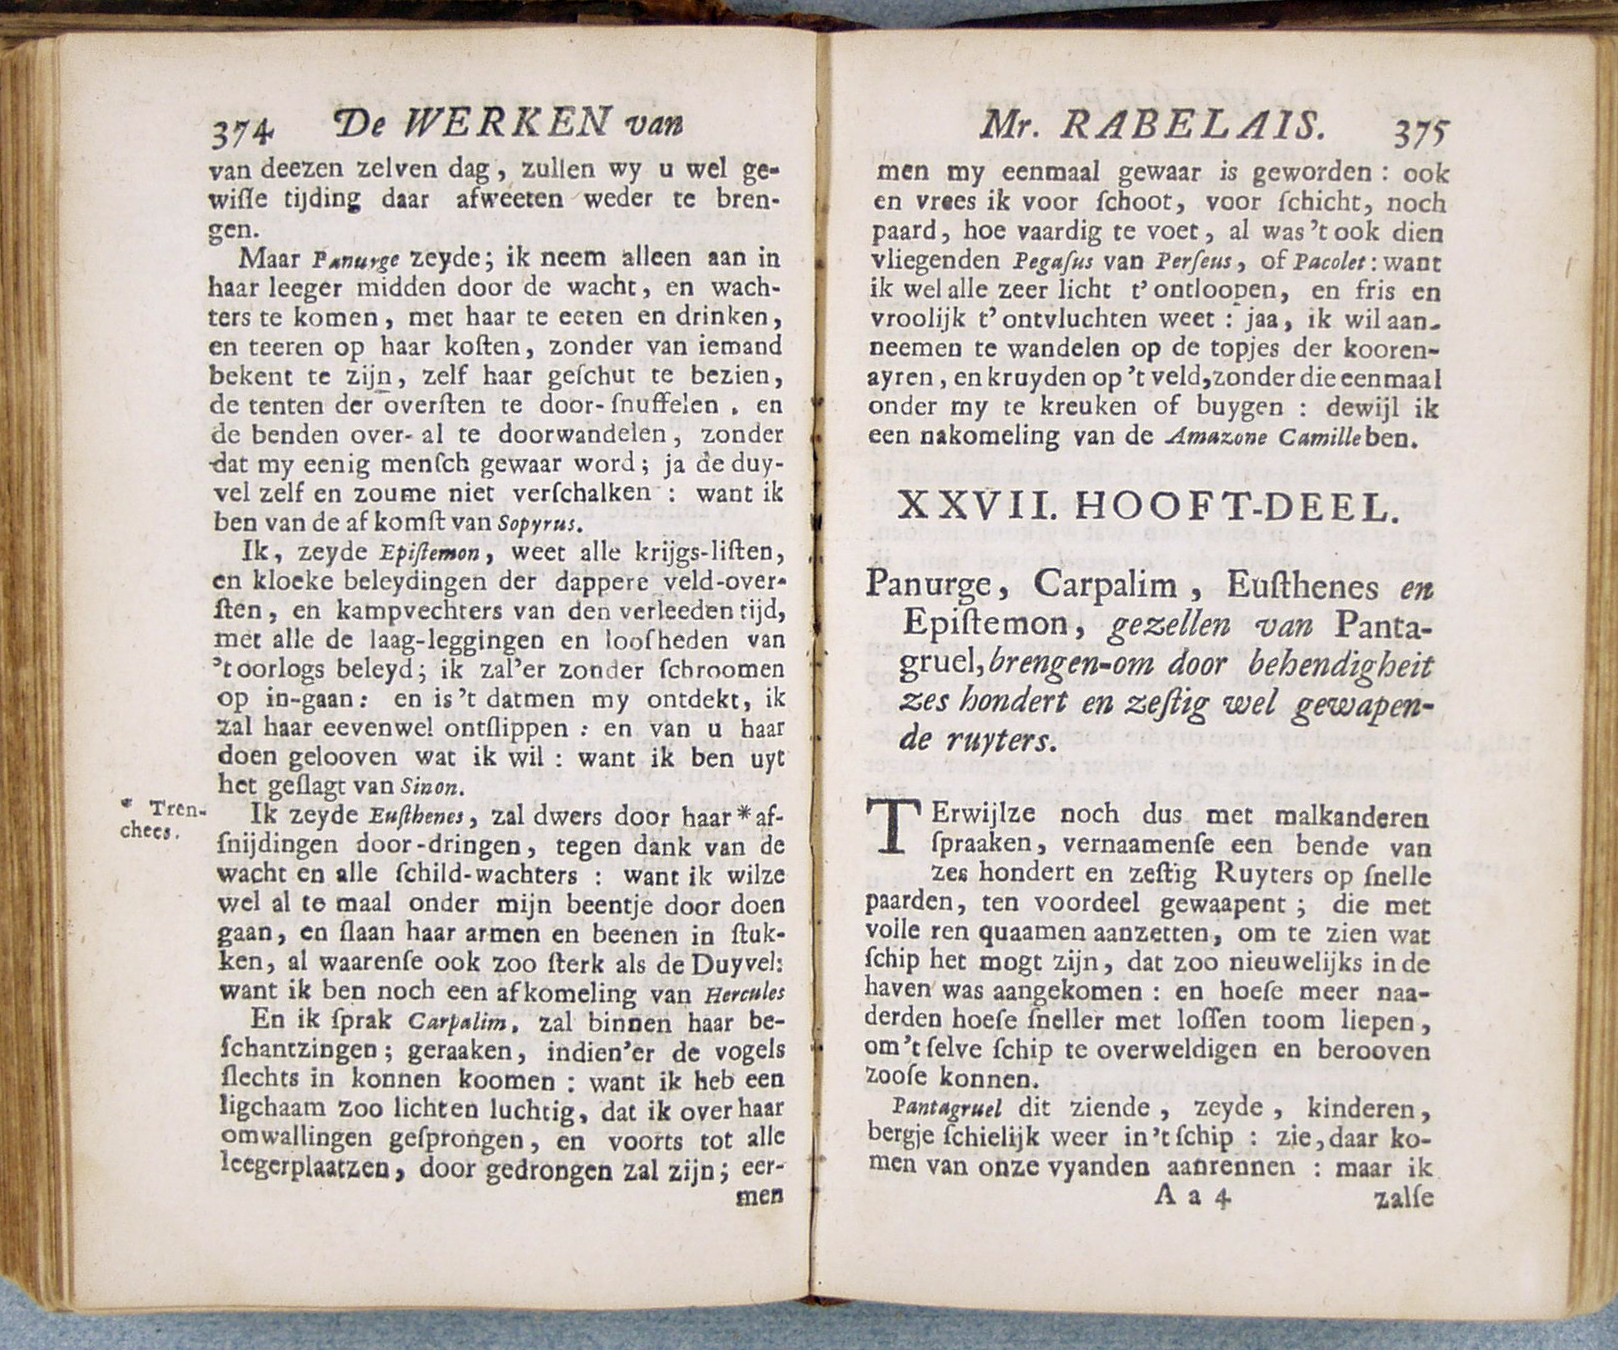 374 De WERKEN van
van deezen zelven dag, zullen wy u wel ge-
wiſſe tijding daar afweeten weder te bren-
gen.
Maar Panurge zeyde; ik neem alleen aan in
haar leeger midden door de wacht, en wach-
ters te komen, met haar te eeten en drinken,
en teeren op haar koſten, zonder van iemand
bekent te zijn, zelf haar geſchut te bezien,
de tenten der overſten te door-ſnuffelen, en
de benden over-al te doorwandelen, zonder
dat my eenig menſch gewaar word; ja de duy-
vel zelf en zoume niet verſchalken: want ik
ben van de afkomſt van Sopyrus.
Ik, zeyde Epiſtemon, weet alle krijgs-liſten,
en kloeke beleydingen der dappere veld-over-
ſten, en kampvechters van den verleeden tijd,
met alle de laag-leggingen en looſheden van
'toorlogs beleyd; ik zal'er zonder ſchroomen
op in-gaan: en is 't datmen my ontdekt, ik
zal haar eevenwel ontſlippen: en van u haar
doen gelooven wat ik wil: want ik ben uyt
het geſlagt van Sinon.
Ik zeyde Euſthenes, zal dwers door haar * af-
ſnijdingen door-dringen, tegen dank van de
wacht en alle ſchild-wachters: want ik wilze
wel al te maal onder mijn beentje door doen
gaan, en ſlaan haar armen en beenen in ſtuk-
ken, al waarenſe ook zoo ſterk als de Duyvel:
want ik ben noch een afkomeling van Hercules
En ik ſprak Carpalim, zal binnen haar be-
ſchantzingen; geraaken, indien'er de vogels
ſlechts in konnen koomen: want ik heb een
ligchaam zoo licht en luchtig, dat ik over haar
omwallingen geſprongen, en voorts tot alle
leegerplaatzen, door gedrongen zal zijn; eer-
men
* Tren-
chees.
Mr. RABELAIS. 375
men my eenmaal gewaar is geworden: ook
en vrees ik voor ſchoot, voor ſchicht, noch
paard, hoe vaardig te voet, al was 't ook dien
vliegenden Pegaſus van Perſeus, of Pacolet: want
ik wel alle zeer licht t'ontloopen, en fris en
vroolijk t'ontvluchten weet: jaa, ik wil aan-
neemen te wandelen op de topjes der kooren-
ayren, en kruyden op 't veld, zonder die eenmaal
onder my te kreuken of buygen: dewijl ik
een nakomeling van de Amazone Camille ben.
XXVII. HOOFT-DEEL.
Panurge, Carpalim, Euſthenes en
Epiſtemon, gezellen van Panta-
gruel, brengen-om door behendigheit
zes hondert en zeſtig wel gewapen-
de ruyters.
TErwijlze noch dus met malkanderen
ſpraaken, vernaamenſe een bende van
zes hondert en zeſtig Ruyters op ſnelle
paarden, ten voordeel gewaapent; die met
volle ren quaamen aanzetten, om te zien wat
ſchip het mogt zijn, dat zoo nieuwelijks in de
haven was aangekomen: en hoeſe meer naa-
derden hoeſe ſneller met loſſen toom liepen,
om't ſelve ſchip te overweldigen en berooven
zooſe konnen.
Pantagruel dit ziende, zeyde, kinderen,
bergje ſchielijk weer in't ſchip: zie, daar ko-
men van onze vyanden aanrennen: maar ik
A a 4 zalſe